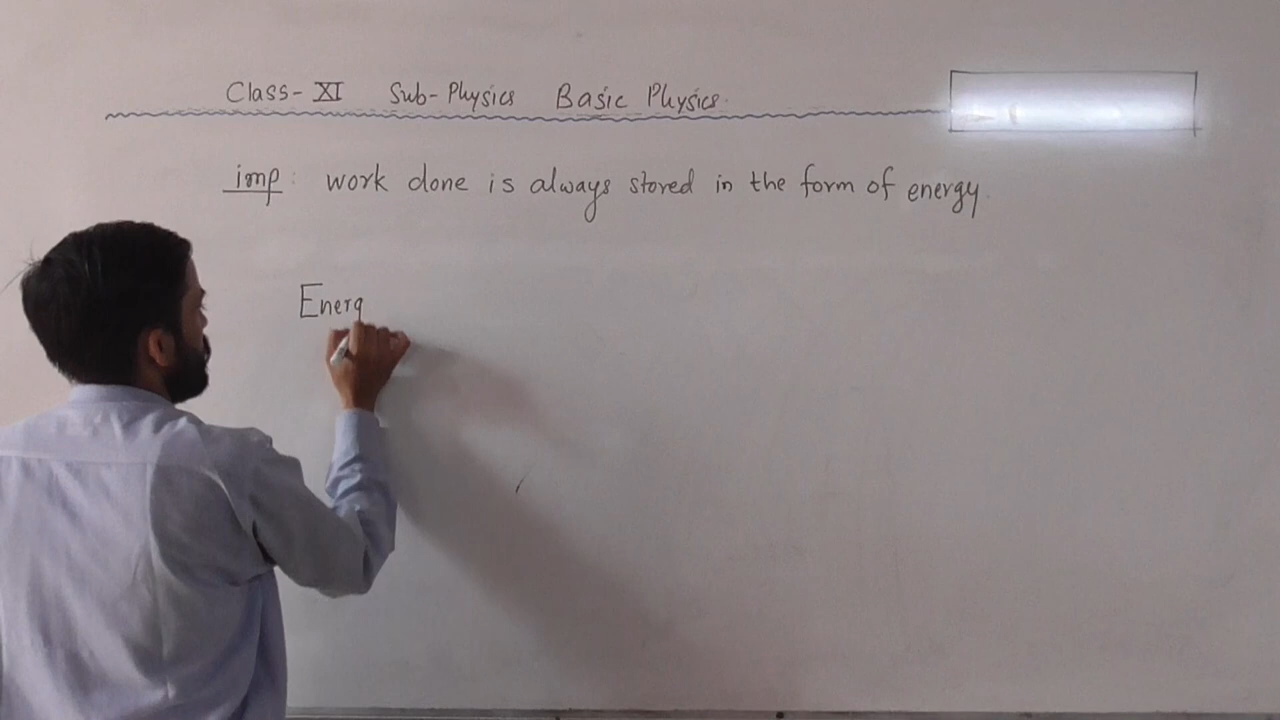 Class- XI Sub-Physics Basic Physics.
imp: work done is always stored in the form of energy.
Energ